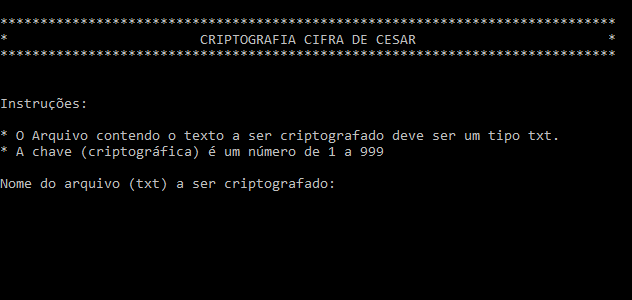 *****************************************************************************
*                        CRIPTOGRAFIA CIFRA DE CESAR                        *
*****************************************************************************
Instruções:
* O Arquivo contendo o texto a ser criptografado deve ser um tipo txt.
* A chave (criptográfica) é um número de 1 a 999
Nome do arquivo (txt) a ser criptografado: